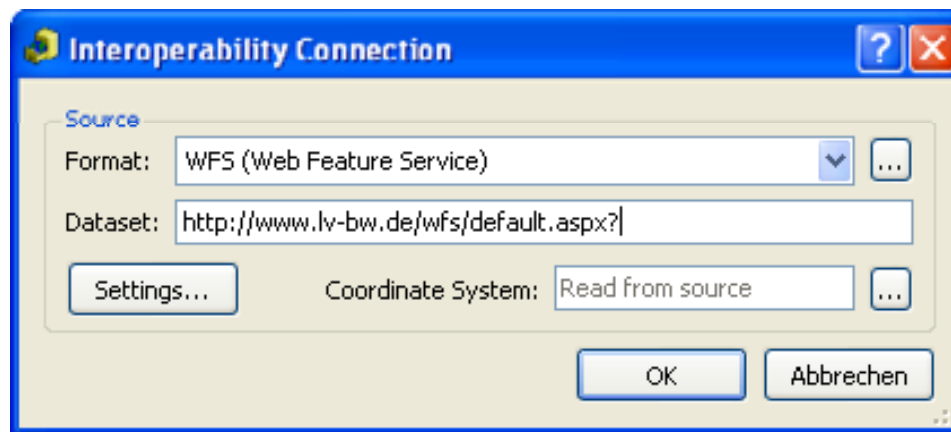 Interoperability Connection
Source
Format: WFS (Web Feature Service) ...
Dataset: http://www.lv-bw.de/wfs/default.aspx?
Settings... Coordinate System: Read from source ...
OK Abbrechen